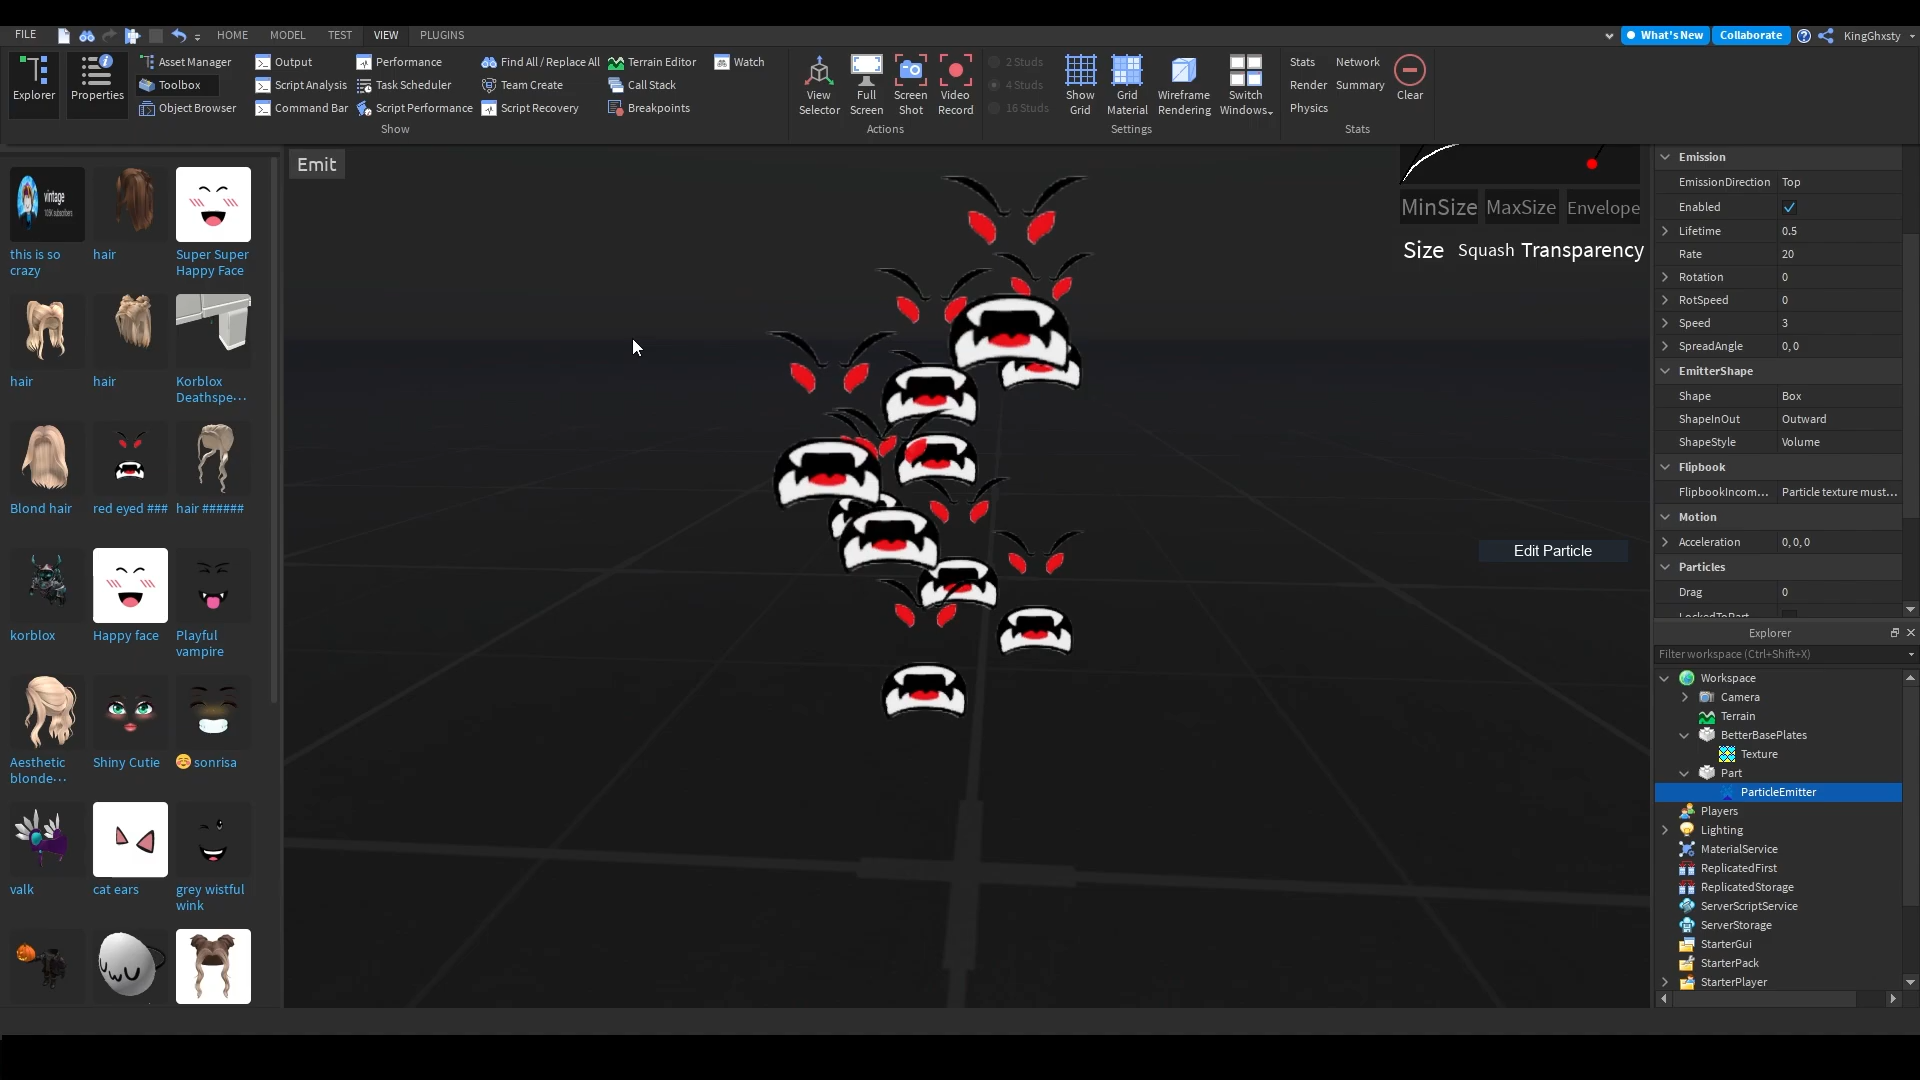 FILE HOME MODEL TEST VIEW PLUGINS What's New Collaborate KingGhxsty
Explorer
Properties
Asset Manager
Toolbox
Object Browser
Output
Script Analysis
Command Bar
Performance
Task Scheduler
Script Performance
Find All / Replace All
Team Create
Script Recovery
Terrain Editor
Call Stack
Breakpoints
Watch
Show
View
Selector
Full
Screen
Screen
Shot
Video
Record
Actions
2 Studs
4 Studs
16 Studs
Show
Grid
Grid
Material
Wireframe
Rendering
Switch
Windows
Settings
Stats
Render
Physics
Network
Summary
Clear
Stats
vintage
this is so
crazy
hair
Super Super
Happy Face
hair
hair
Korblox
Deathspe...
Blond hair
red eyed ###
hair ######
korblox
Happy face
Playful
vampire
Aesthetic
blonde...
Shiny Cutie
☺️ sonrisa
valk
cat ears
grey wistful
wink
Emit
MinSize MaxSize Envelope
Size Squash Transparency
Edit Particle
Emission
EmissionDirection Top
Enabled
Lifetime 0.5
Rate 20
Rotation 0
RotSpeed 0
Speed 3
SpreadAngle 0, 0
EmitterShape
Shape Box
ShapeInOut Outward
ShapeStyle Volume
Flipbook
FlipbookIncom... Particle texture must...
Motion
Acceleration 0, 0, 0
Particles
Drag 0
LockedToPart
Explorer
Filter workspace (Ctrl+Shift+X)
Workspace
Camera
Terrain
BetterBasePlates
Texture
Part
ParticleEmitter
Players
Lighting
MaterialService
ReplicatedFirst
ReplicatedStorage
ServerScriptService
ServerStorage
StarterGui
StarterPack
StarterPlayer